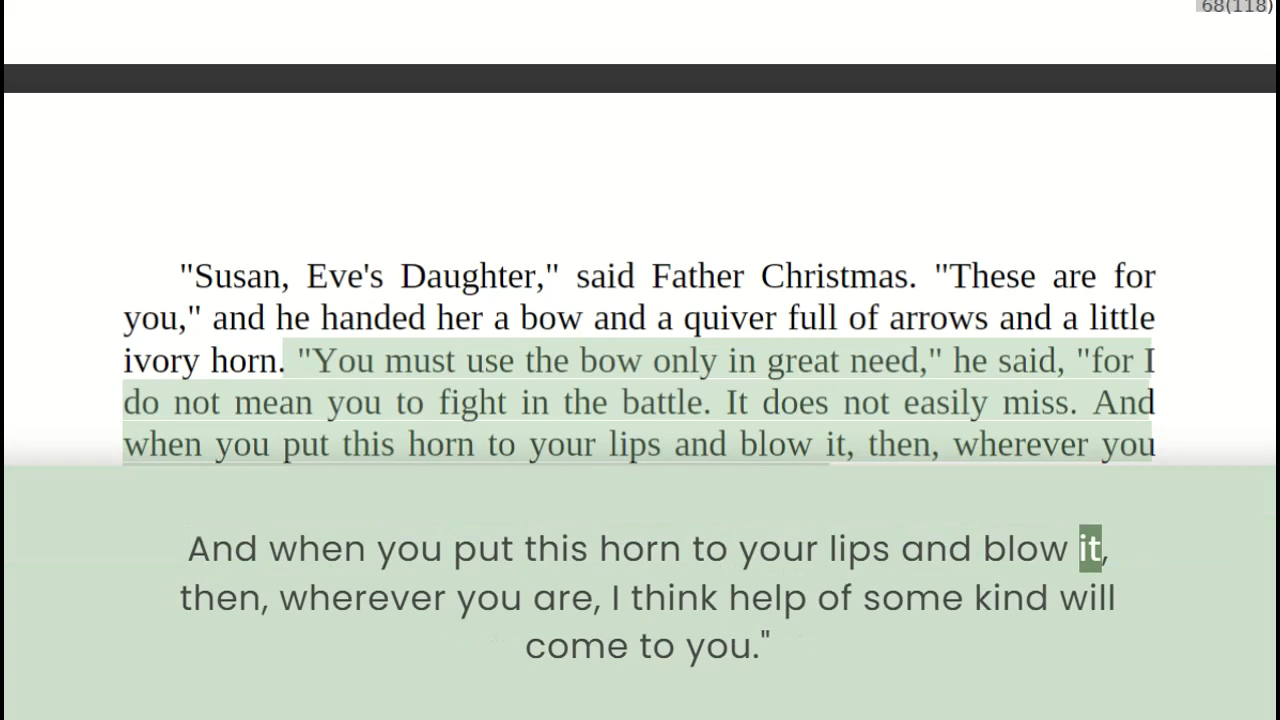 68(118)
"Susan, Eve's Daughter," said Father Christmas. "These are for
you," and he handed her a bow and a quiver full of arrows and a little
ivory horn. "You must use the bow only in great need," he said, "for I
do not mean you to fight in the battle. It does not easily miss. And
when you put this horn to your lips and blow it, then, wherever you
And when you put this horn to your lips and blow it,
then, wherever you are, I think help of some kind will
come to you."